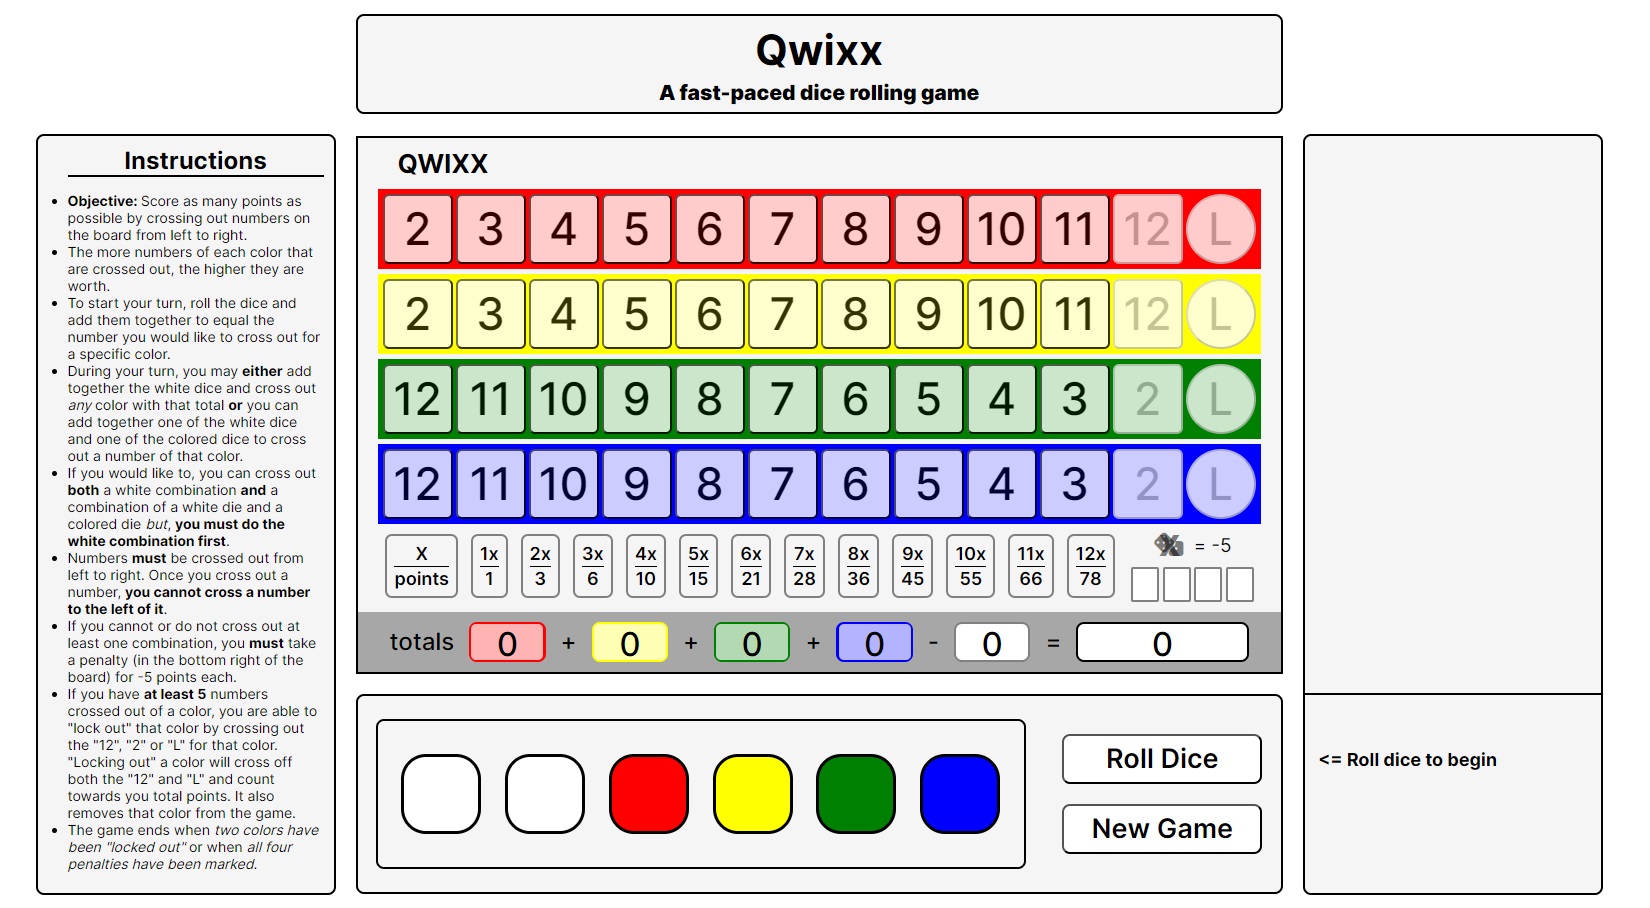 Qwixx
A fast-paced dice rolling game
Instructions
• Objective: Score as many points as
possible by crossing out numbers on
the board from left to right.
• The more numbers of each color that
are crossed out, the higher they are
worth.
• To start your turn, roll the dice and
add them together to equal the
number you would like to cross out for
a specific color.
• During your turn, you may either add
together the white dice and cross out
any color with that total or you can
add together one of the white dice
and one of the colored dice to cross
out a number of that color.
• If you would like to, you can cross out
both a white combination and a
combination of a white die and a
colored die but, you must do the
white combination first.
• Numbers must be crossed out from
left to right. Once you cross out a
number, you cannot cross a number
to the left of it.
• If you cannot or do not cross out at
least one combination, you must take
a penalty (in the bottom right of the
board) for -5 points each.
• If you have at least 5 numbers
crossed out of a color, you are able to
"lock out" that color by crossing out
the "12", "2" or "L" for that color.
"Locking out" a color will cross off
both the "12" and "L" and count
towards you total points. It also
removes that color from the game.
• The game ends when two colors have
been "locked out" or when all four
penalties have been marked.
QWIXX
2 3 4 5 6 7 8 9 10 11 12 L
2 3 4 5 6 7 8 9 10 11 12 L
12 11 10 9 8 7 6 5 4 3 2 L
12 11 10 9 8 7 6 5 4 3 2 L
X 1x 2x 3x 4x 5x 6x 7x 8x 9x 10x 11x 12x
points 1 3 6 10 15 21 28 36 45 55 66 78
= -5
totals 0 + 0 + 0 + 0 - 0 = 0
Roll Dice
New Game
<= Roll dice to begin